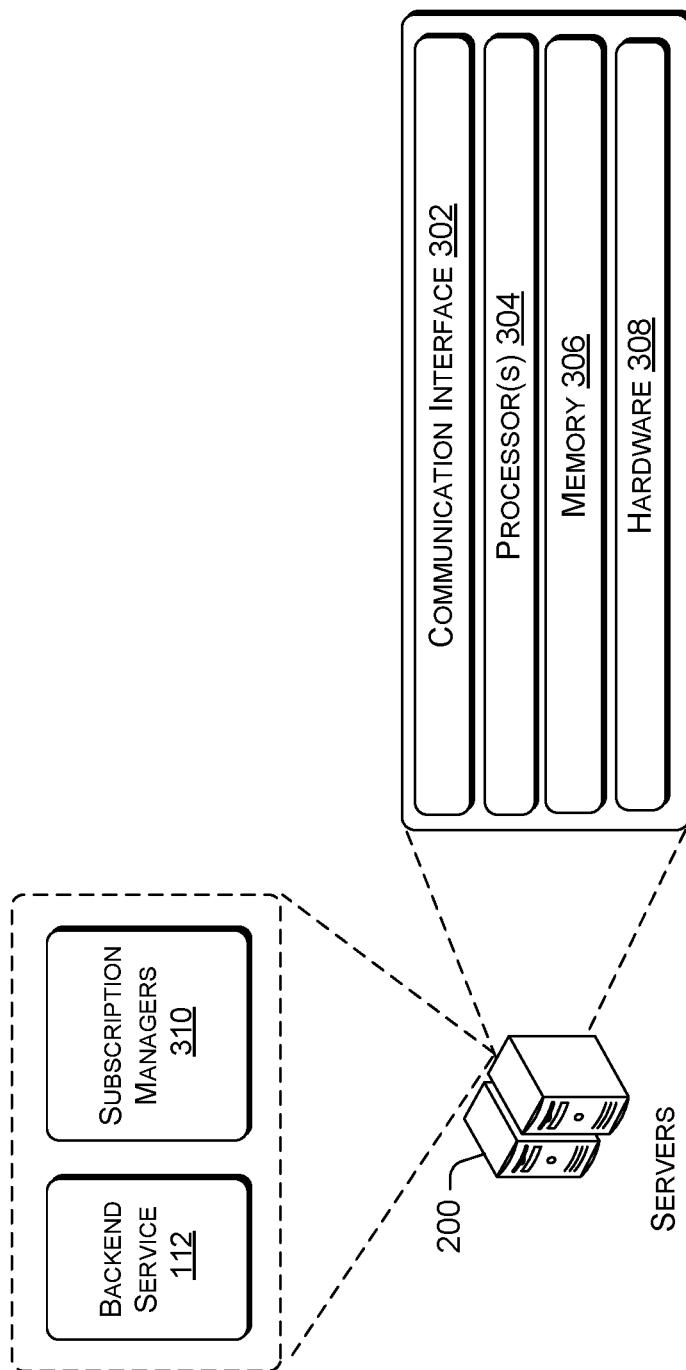 BACKEND
SERVICE
112
SUBSCRIPTION
MANAGERS
310
200
SERVERS
COMMUNICATION INTERFACE 302
PROCESSOR(S) 304
MEMORY 306
HARDWARE 308